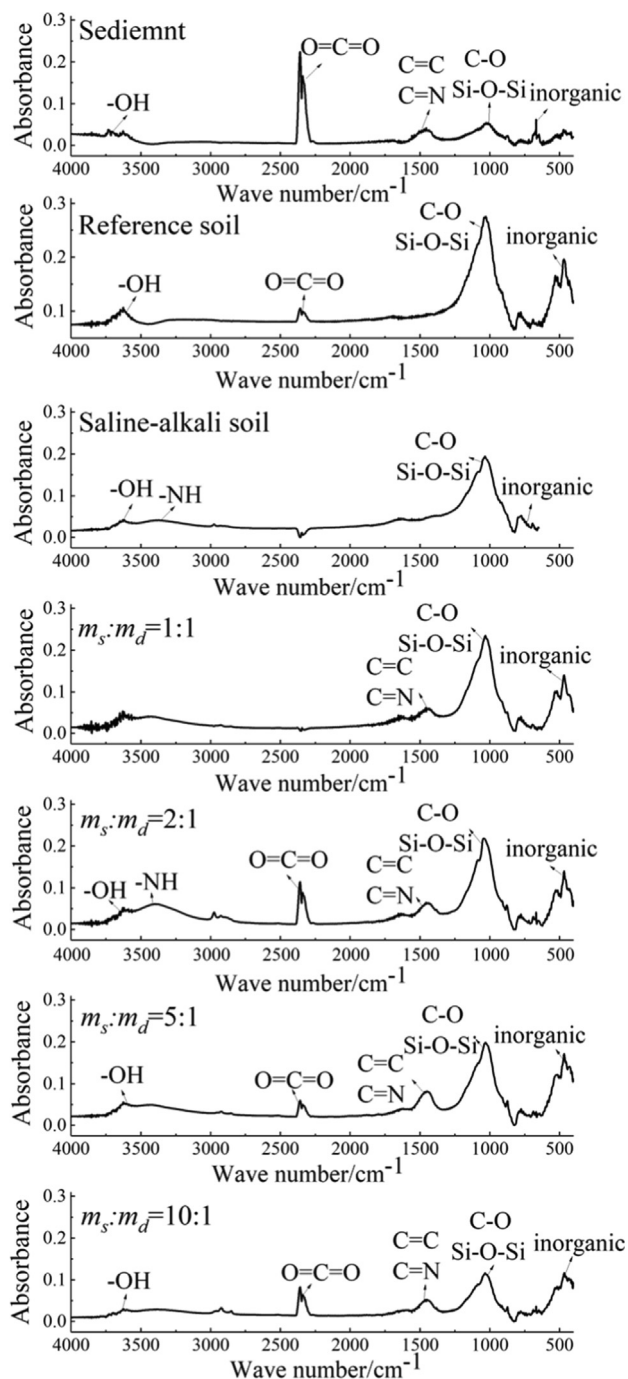 Sediemnt
O=C=O
C=C
C=N
C-O
Si-O-Si
inorganic
-OH
Absorbance
0.3
0.2
0.1
0.0
4000 3500 3000 2500 2000 1500 1000 500
Wave number/cm-1
Reference soil
C-O
Si-O-Si
inorganic
-OH
O=C=O
Absorbance
0.3
0.2
0.1
4000 3500 3000 2500 2000 1500 1000 500
Wave number/cm-1
Saline-alkali soil
C-O
Si-O-Si
inorganic
-OH
-NH
Absorbance
0.3
0.2
0.1
0.0
4000 3500 3000 2500 2000 1500 1000 500
Wave number/cm-1
ms:md=1:1
C-O
Si-O-Si
C=C
C=N
inorganic
Absorbance
0.3
0.2
0.1
0.0
4000 3500 3000 2500 2000 1500 1000 500
Wave number/cm-1
ms:md=2:1
C-O
Si-O-Si
O=C=O
C=C
C=N
inorganic
-OH
-NH
Absorbance
0.3
0.2
0.1
0.0
4000 3500 3000 2500 2000 1500 1000 500
Wave number/cm-1
ms:md=5:1
C-O
Si-O-Si
C=C
C=N
inorganic
-OH
O=C=O
Absorbance
0.3
0.2
0.1
0.0
4000 3500 3000 2500 2000 1500 1000 500
Wave number/cm-1
ms:md=10:1
C-O
Si-O-Si
C=C
C=N
inorganic
-OH
O=C=O
Absorbance
0.3
0.2
0.1
0.0
4000 3500 3000 2500 2000 1500 1000 500
Wave number/cm-1